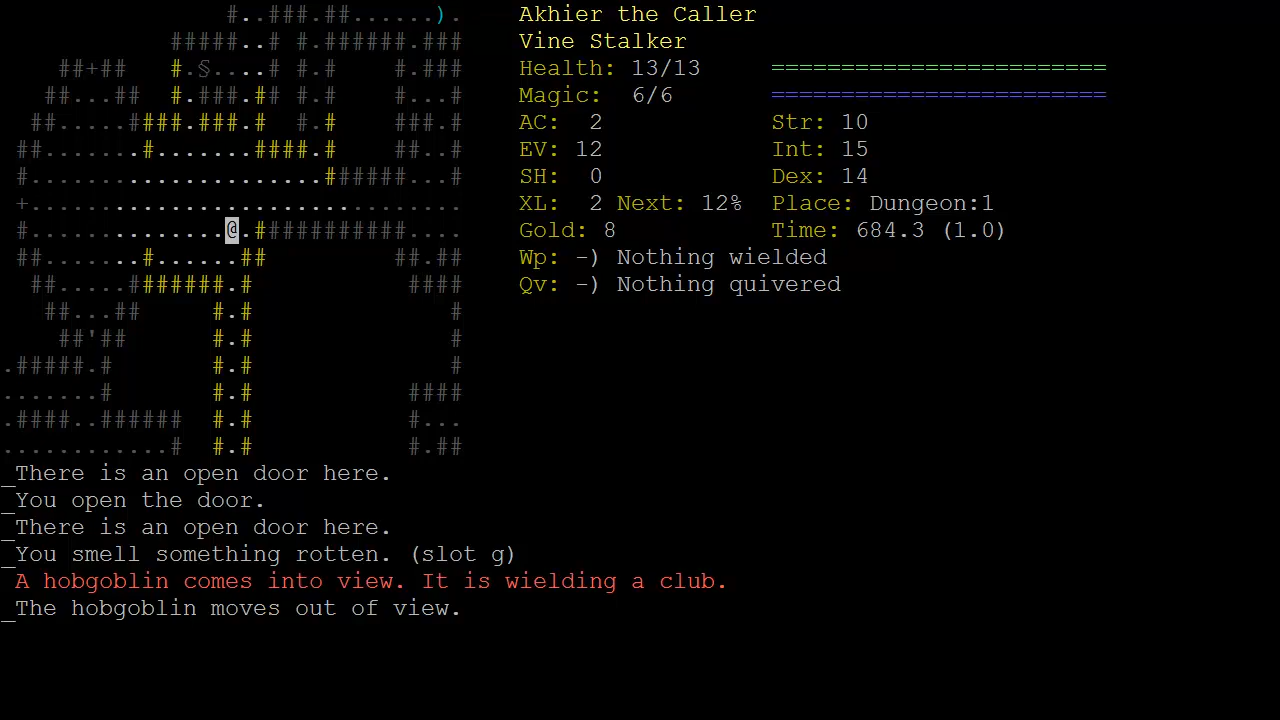 Akhier the Caller
Vine Stalker
Health: 13/13 ========================
Magic: 6/6 ========================
AC: 2 Str: 10
EV: 12 Int: 15
SH: 0 Dex: 14
XL: 2 Next: 12% Place: Dungeon:1
Gold: 8 Time: 684.3 (1.0)
Wp: -) Nothing wielded
Qv: -) Nothing quivered
_There is an open door here.
_You open the door.
_There is an open door here.
_You smell something rotten. (slot g)
A hobgoblin comes into view. It is wielding a club.
_The hobgoblin moves out of view.